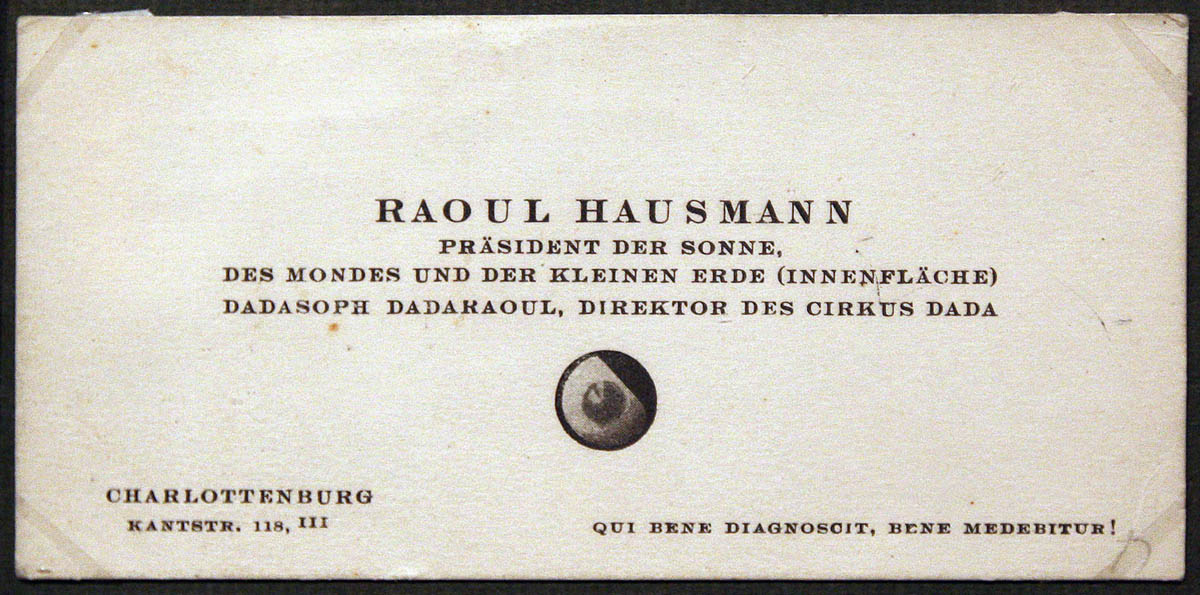 RAOUL HAUSMANN
PRÄSIDENT DER SONNE,
DES MONDES UND DER KLEINEN ERDE (INNENFLÄCHE)
DADASOPH DADARAOUL, DIREKTOR DES CIRKUS DADA
CHARLOTTENBURG
KANTSTR. 118, III
QUI BENE DIAGNOSCIT, BENE MEDEBITUR!